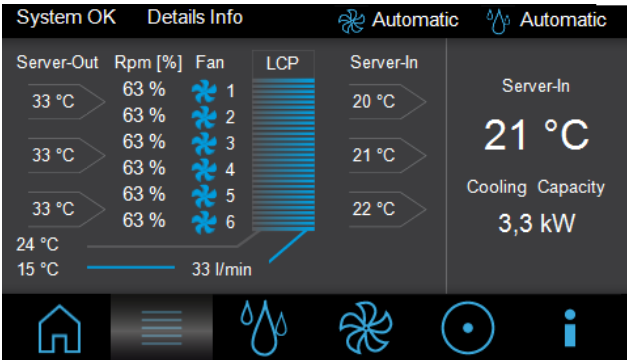 System OK Details Info Automatic Automatic
Server-Out Rpm [%] Fan LCP Server-In
63 % 1
33 °C 20 °C
63 % 2
63 % 3
33 °C 21 °C
63 % 4
63 % 5
33 °C 22 °C
63 % 6
24 °C
15 °C 33 l/min
Server-In
21 °C
Cooling Capacity
3,3 kW
i